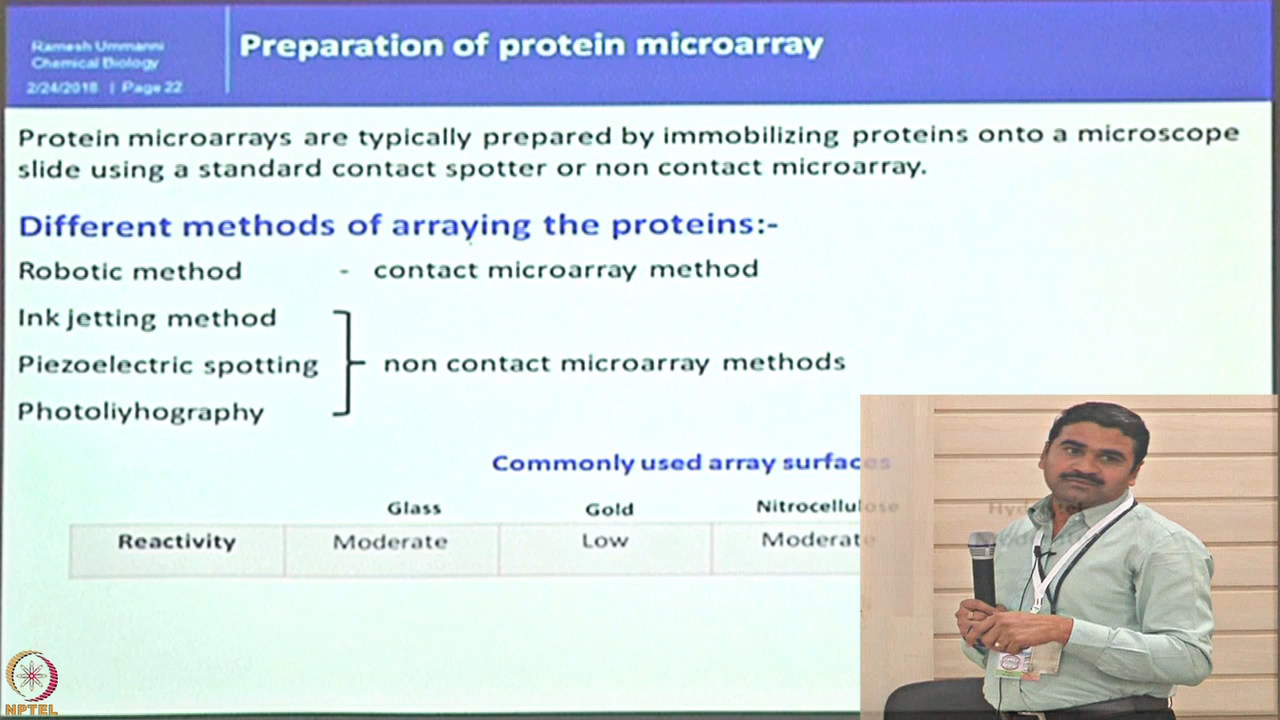 Ramesh Ummanni
Chemical Biology
2/24/2018 | Page 22
Preparation of protein microarray
Protein microarrays are typically prepared by immobilizing proteins onto a microscope
slide using a standard contact spotter or non contact microarray.
Different methods of arraying the proteins:-
Robotic method - contact microarray method
Ink jetting method
Piezoelectric spotting
non contact microarray methods
Photoliyhography
Commonly used array surfaces
Glass Gold Nitrocellulose Hydrogel
Reactivity Moderate Low Moderate
NPTEL